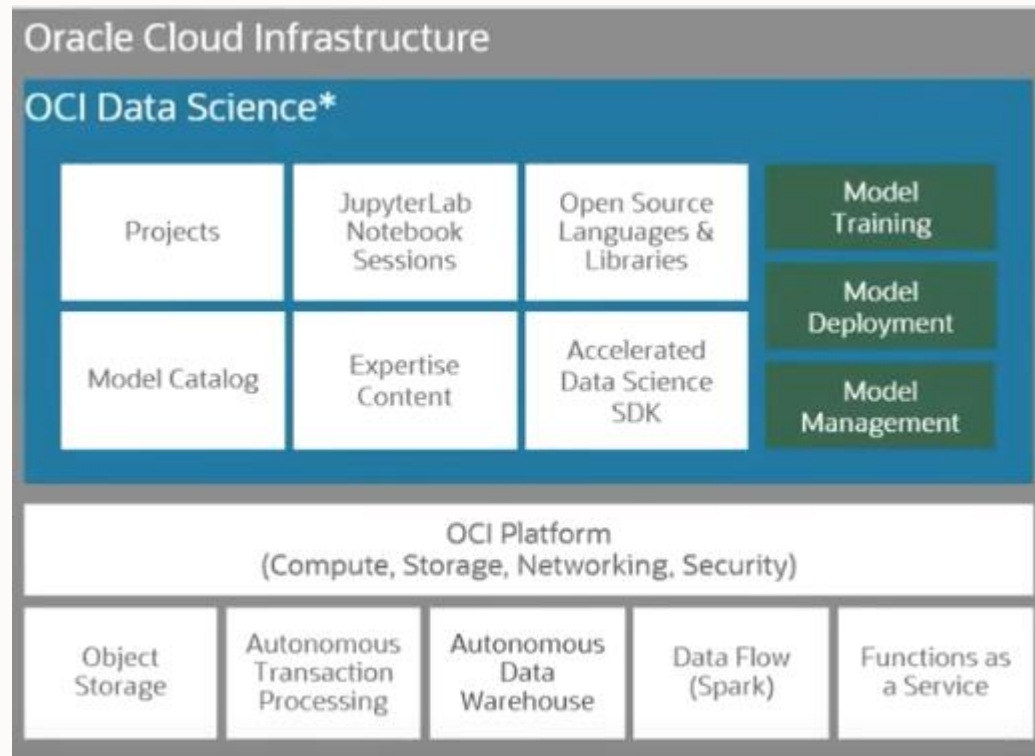 Oracle Cloud Infrastructure
OCI Data Science*
Projects
JupyterLab
Notebook
Sessions
Open Source
Languages &
Libraries
Model
Training
Model
Deployment
Model Catalog
Expertise
Content
Accelerated
Data Science
SDK
Model
Management
OCI Platform
(Compute, Storage, Networking, Security)
Object
Storage
Autonomous
Transaction
Processing
Autonomous
Data
Warehouse
Data Flow
(Spark)
Functions as
a Service